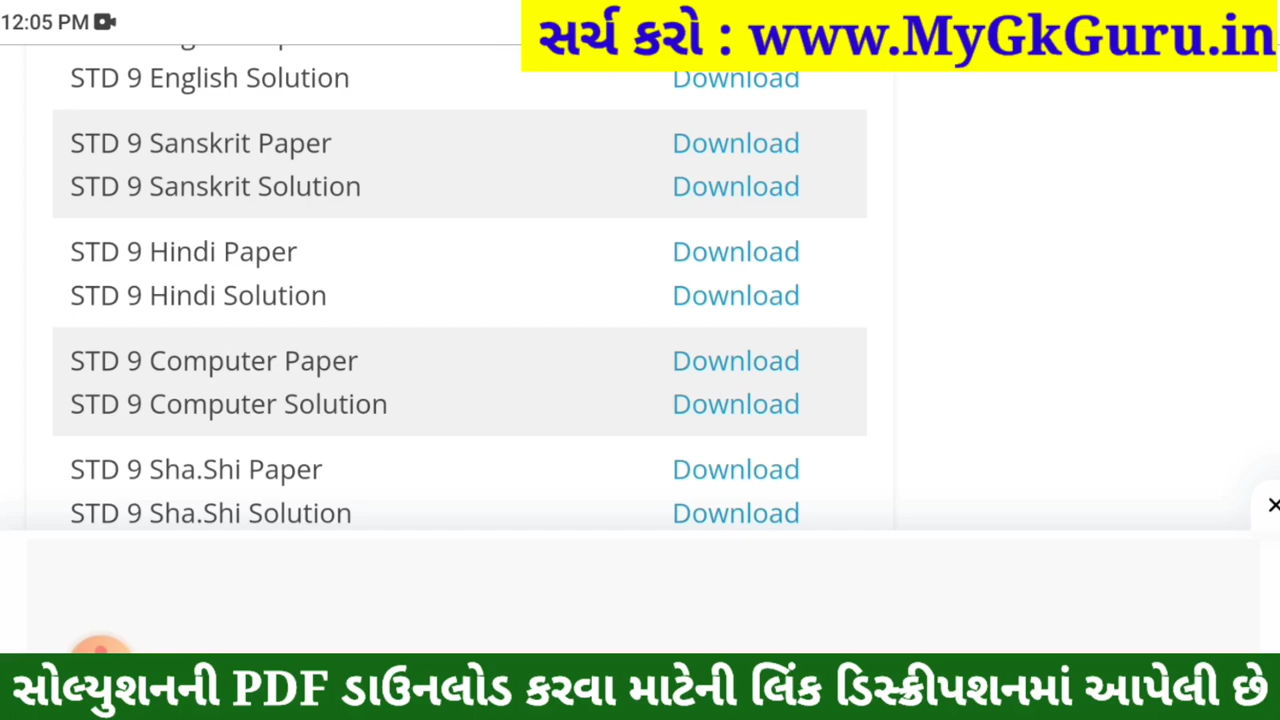 12:05 PM
સર્ચ કરો : www.MyGkGuru.in
STD 9 English Solution Download
STD 9 Sanskrit Paper Download
STD 9 Sanskrit Solution Download
STD 9 Hindi Paper Download
STD 9 Hindi Solution Download
STD 9 Computer Paper Download
STD 9 Computer Solution Download
STD 9 Sha.Shi Paper Download
STD 9 Sha.Shi Solution Download
સોલ્યુશનની PDF ડાઉનલોડ કરવા માટેની લિંક ડિસ્ક્રીપશનમાં આપેલી છે